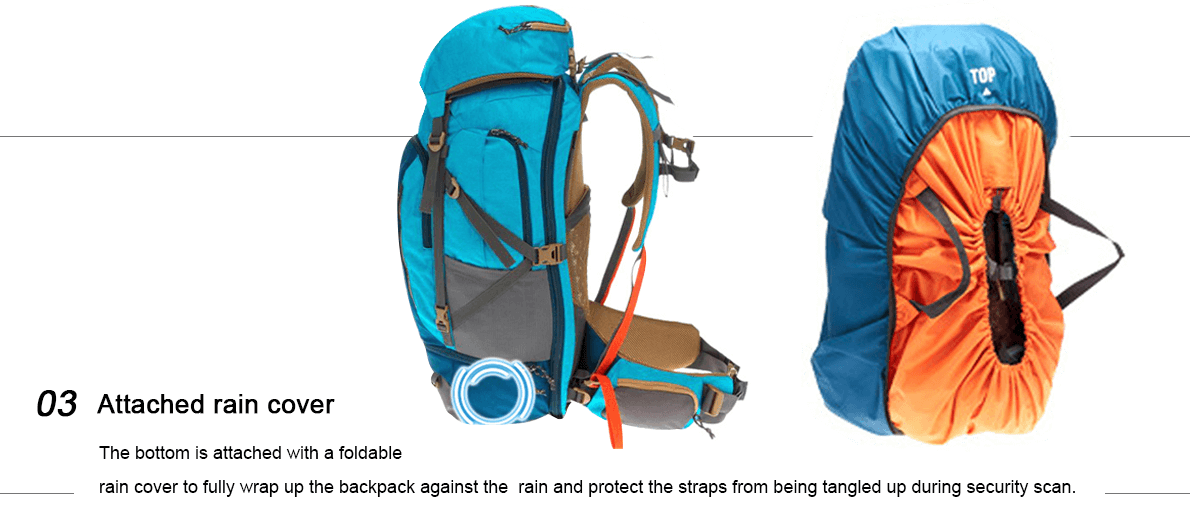 TOP
03 Attached rain cover
The bottom is attached with a foldable
rain cover to fully wrap up the backpack against the  rain and protect the straps from being tangled up during security scan.